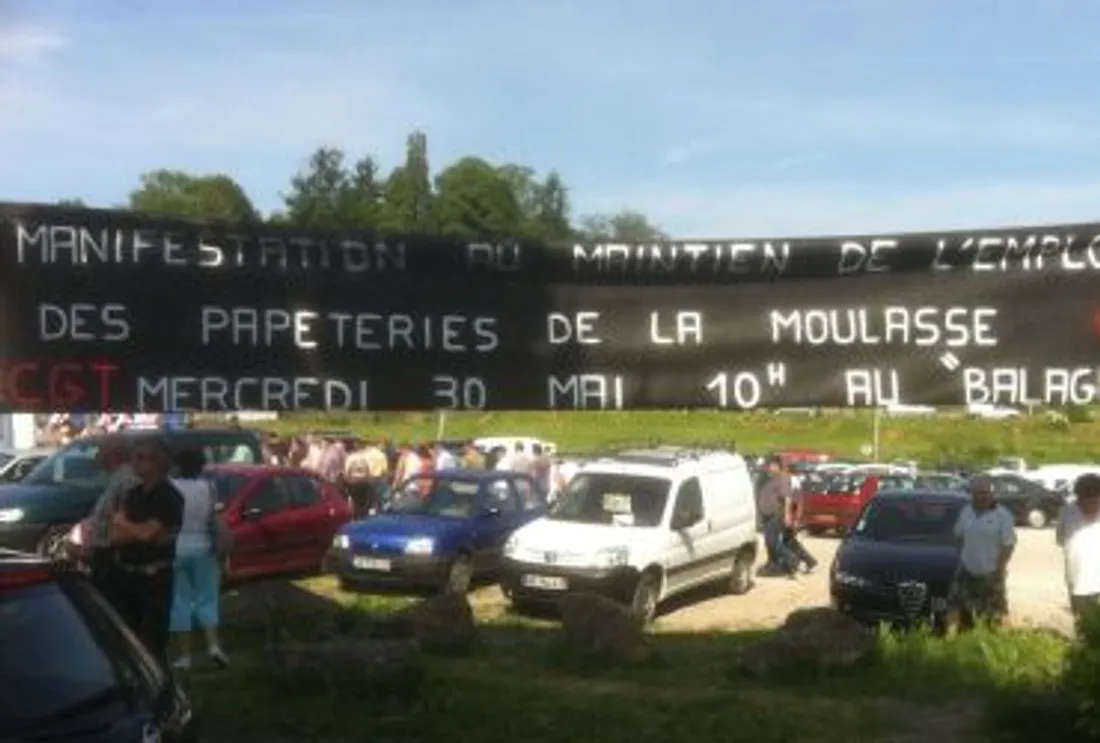 MANIFESTATION AU MAINTIEN DE L'EMPLO
DES PAPETERIES DE LA MOULASSE
CGT MERCREDI 30 MAI 10H AU "BALAG